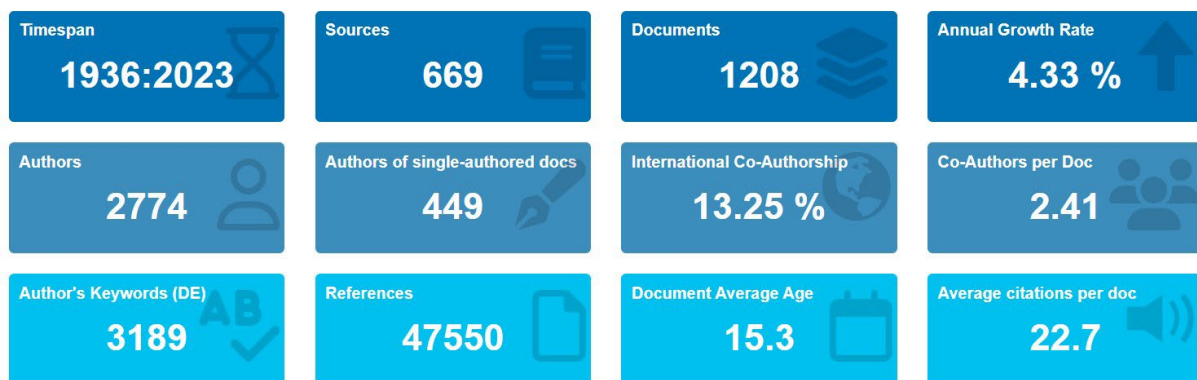 Timespan
1936:2023
Sources
669
Documents
1208
Annual Growth Rate
4.33 %
Authors
2774
Authors of single-authored docs
449
International Co-Authorship
13.25 %
Co-Authors per Doc
2.41
Author's Keywords (DE)
AB
3189
References
47550
Document Average Age
15.3
Average citations per doc
22.7